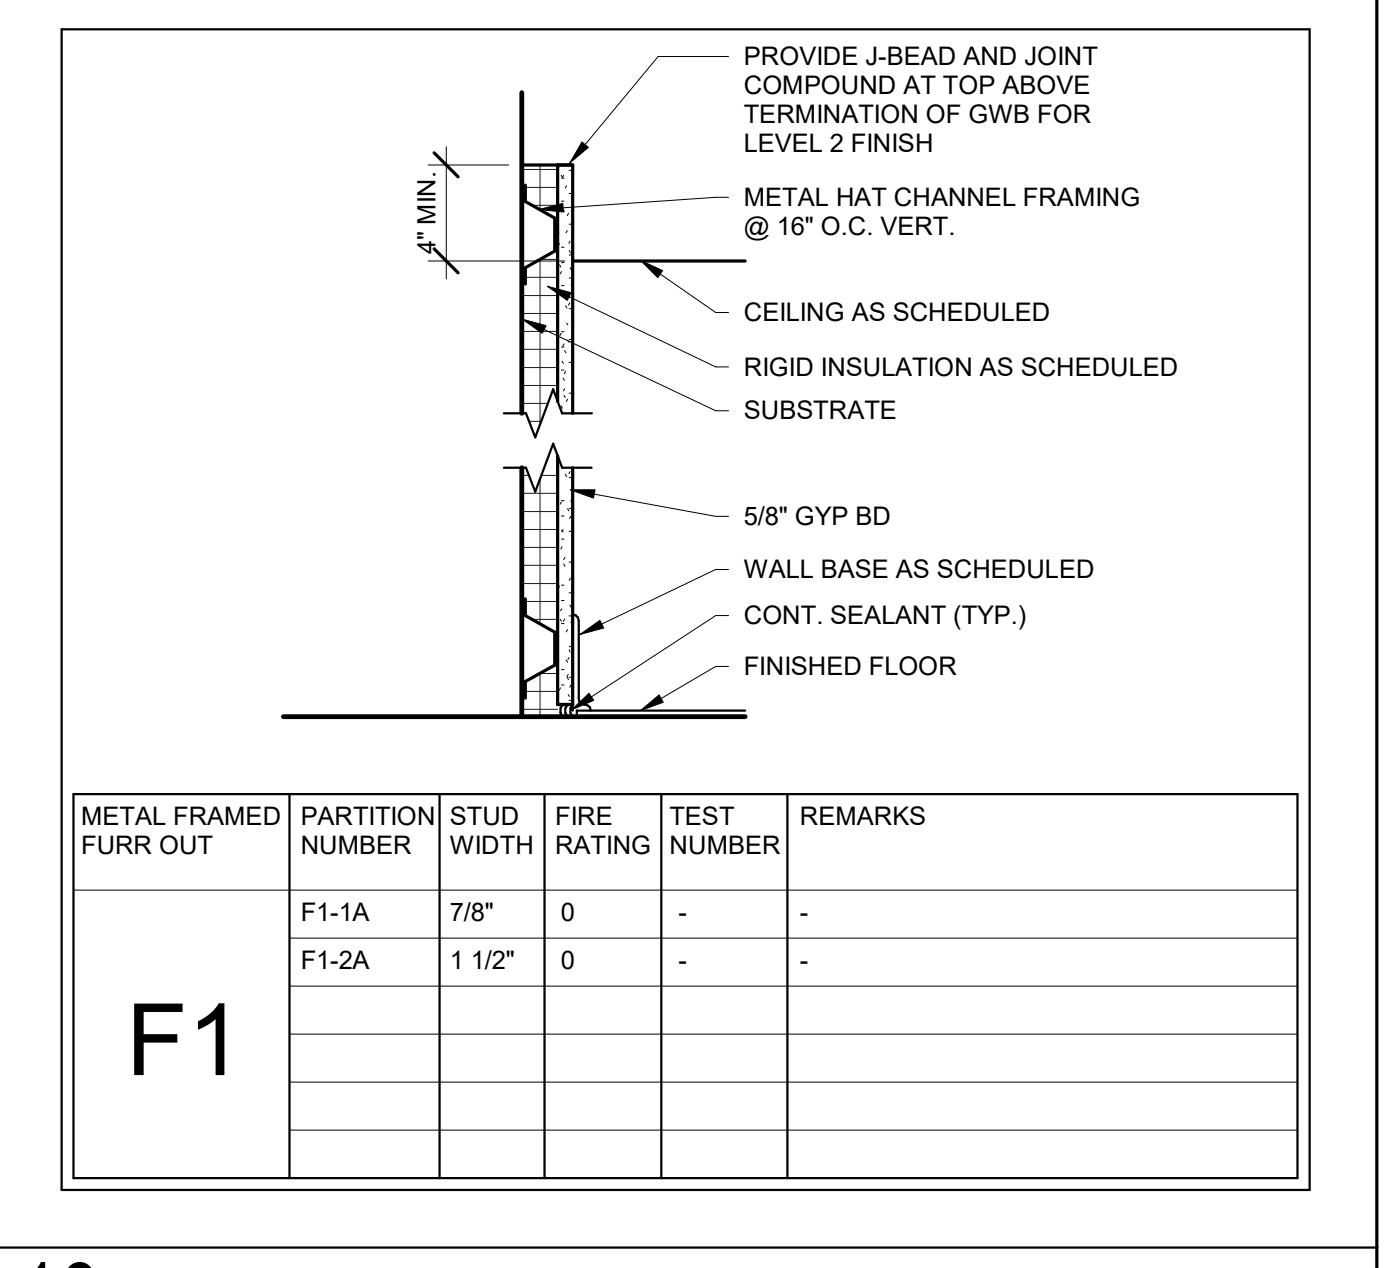 PROVIDE J-BEAD AND JOINT
COMPOUND AT TOP ABOVE
TERMINATION OF GWB FOR
LEVEL 2 FINISH
4" MIN.
METAL HAT CHANNEL FRAMING
@ 16" O.C. VERT.
CEILING AS SCHEDULED
RIGID INSULATION AS SCHEDULED
SUBSTRATE
5/8" GYP BD
WALL BASE AS SCHEDULED
CONT. SEALANT (TYP.)
FINISHED FLOOR
METAL FRAMED FURR OUT PARTITION NUMBER STUD WIDTH FIRE RATING TEST NUMBER REMARKS
F1-1A 7/8" 0 - -
F1-2A 1 1/2" 0 - -
F1